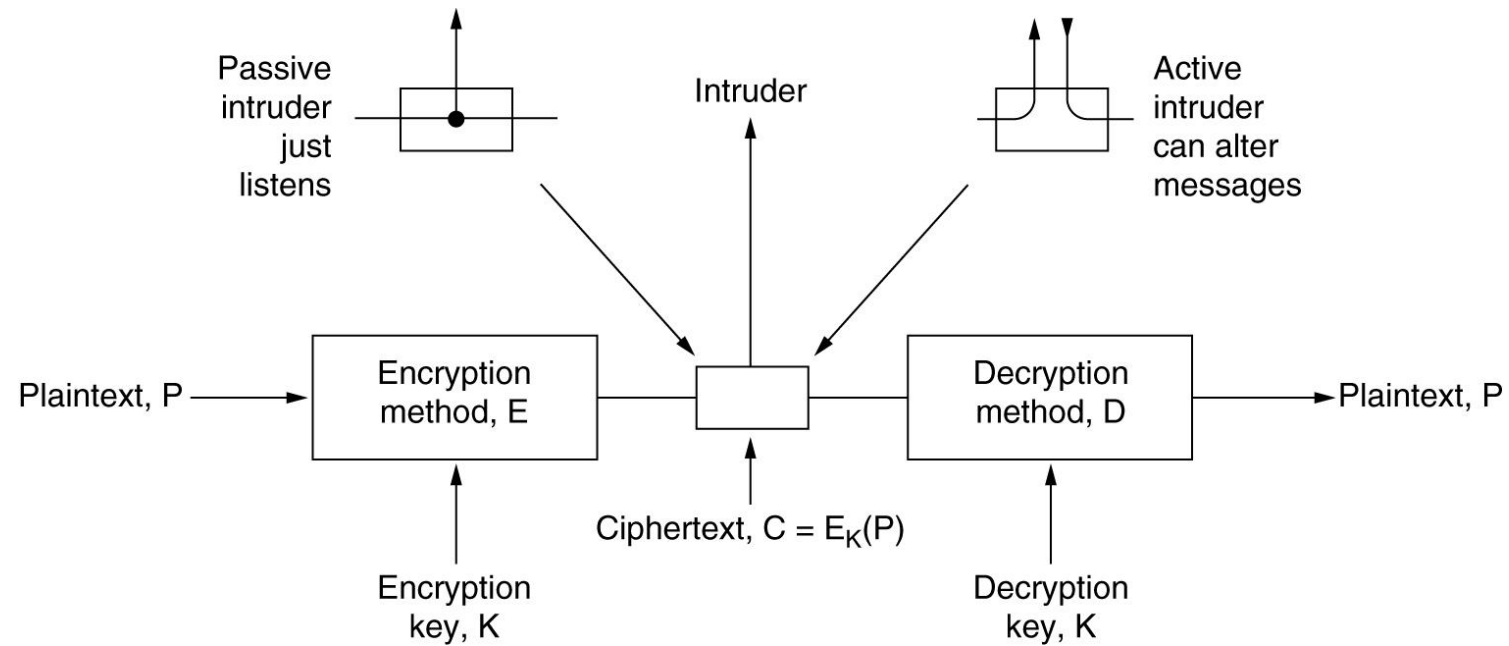 Passive
intruder
just
listens
Intruder
Active
intruder
can alter
messages
Plaintext, P
Encryption
method, E
Decryption
method, D
Plaintext, P
Ciphertext, C = E_K(P)
Encryption
key, K
Decryption
key, K